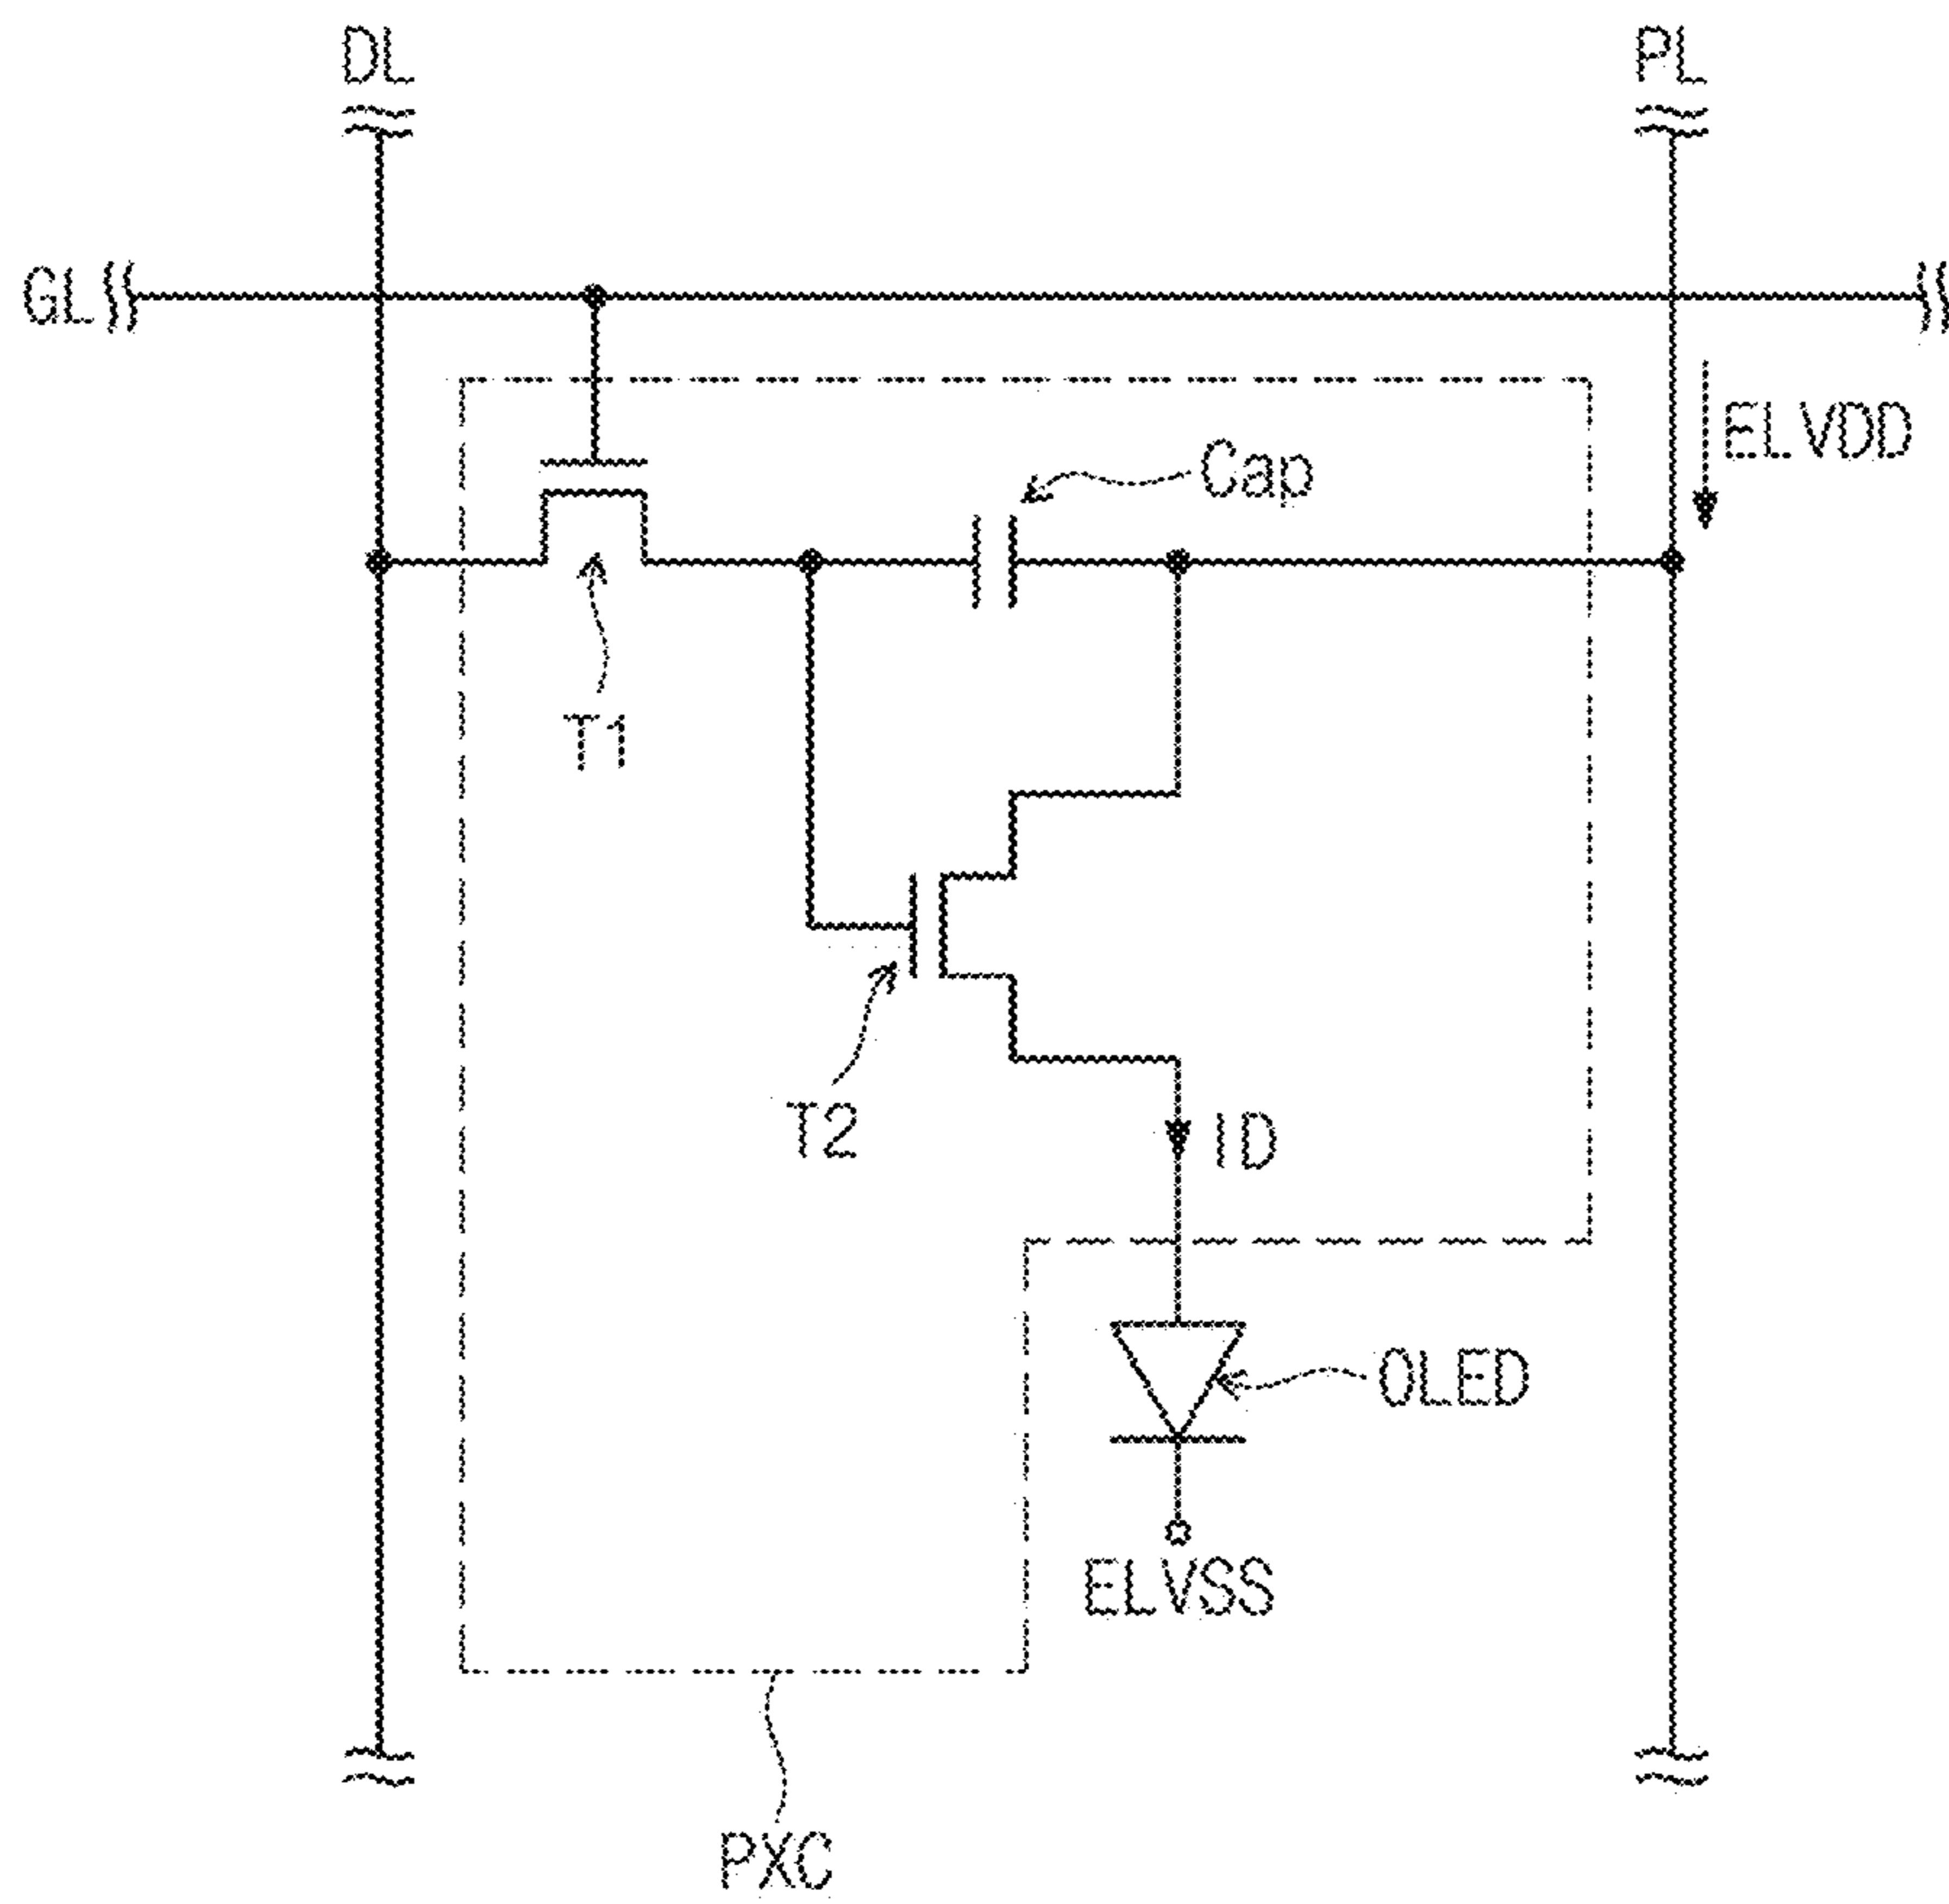 DL
PL
GL
ELVDD
Cap
T1
T2
ID
OLED
ELVSS
PXC